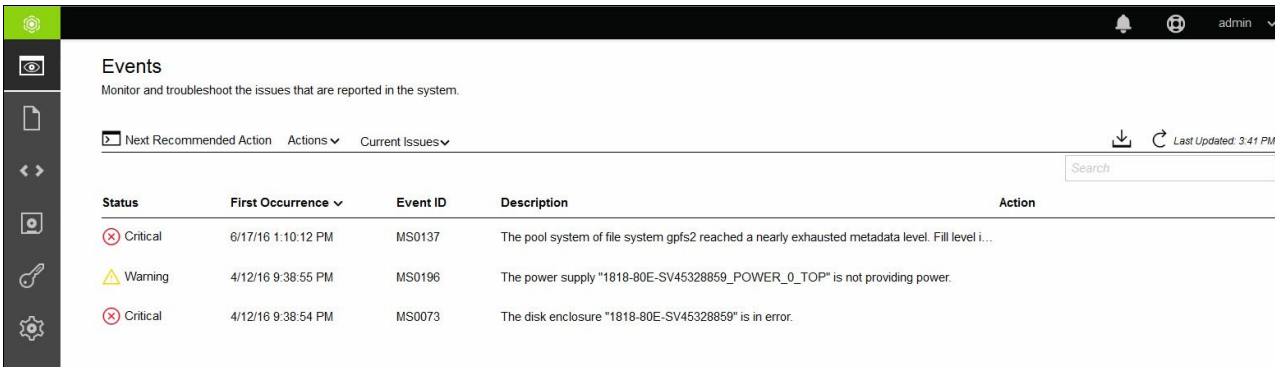 admin
Events
Monitor and troubleshoot the issues that are reported in the system.
Next Recommended Action Actions Current Issues Last Updated: 3:41 PM
Search
Status First Occurrence Event ID Description Action
Critical 6/17/16 1:10:12 PM MS0137 The pool system of file system gpfs2 reached a nearly exhausted metadata level. Fill level i…
Warning 4/12/16 9:38:55 PM MS0196 The power supply "1818-80E-SV45328859_POWER_0_TOP" is not providing power.
Critical 4/12/16 9:38:54 PM MS0073 The disk enclosure "1818-80E-SV45328859" is in error.